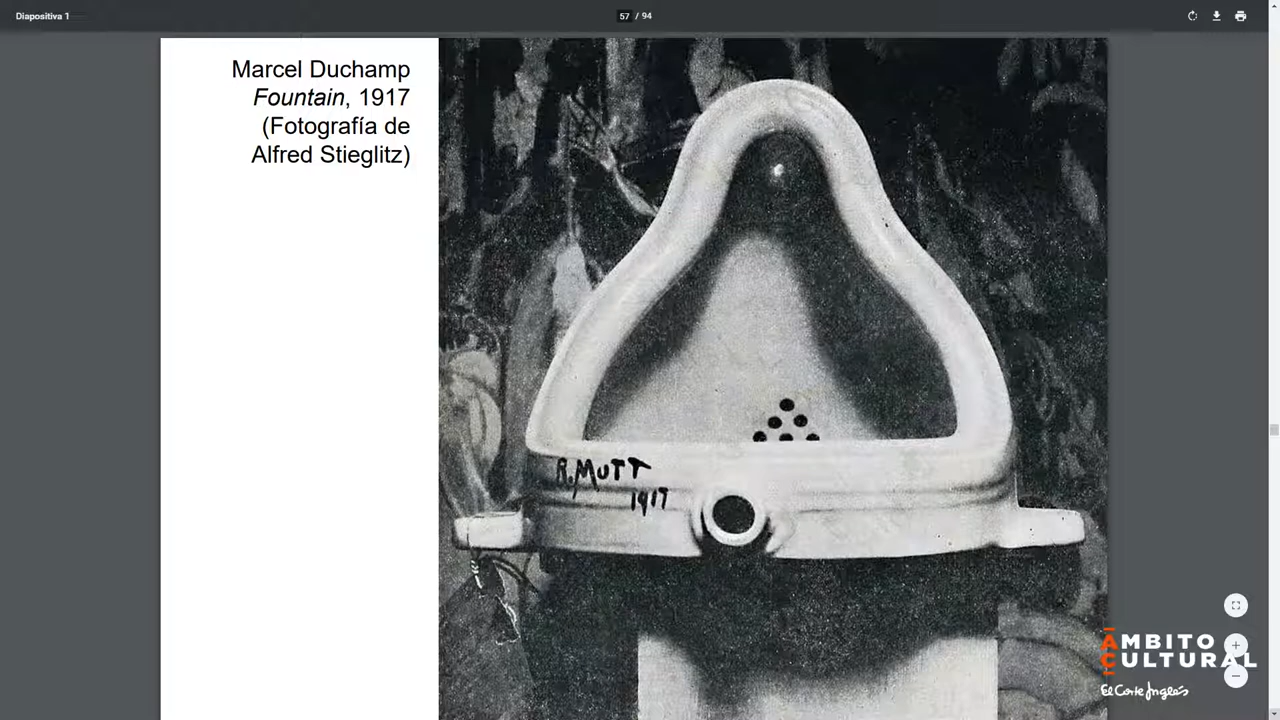 Diapositiva 1
57 / 94
Marcel Duchamp
Fountain, 1917
(Fotografía de
Alfred Stieglitz)
R. MUTT
1917
ÁMBITO
CULTURAL
El Corte Inglés